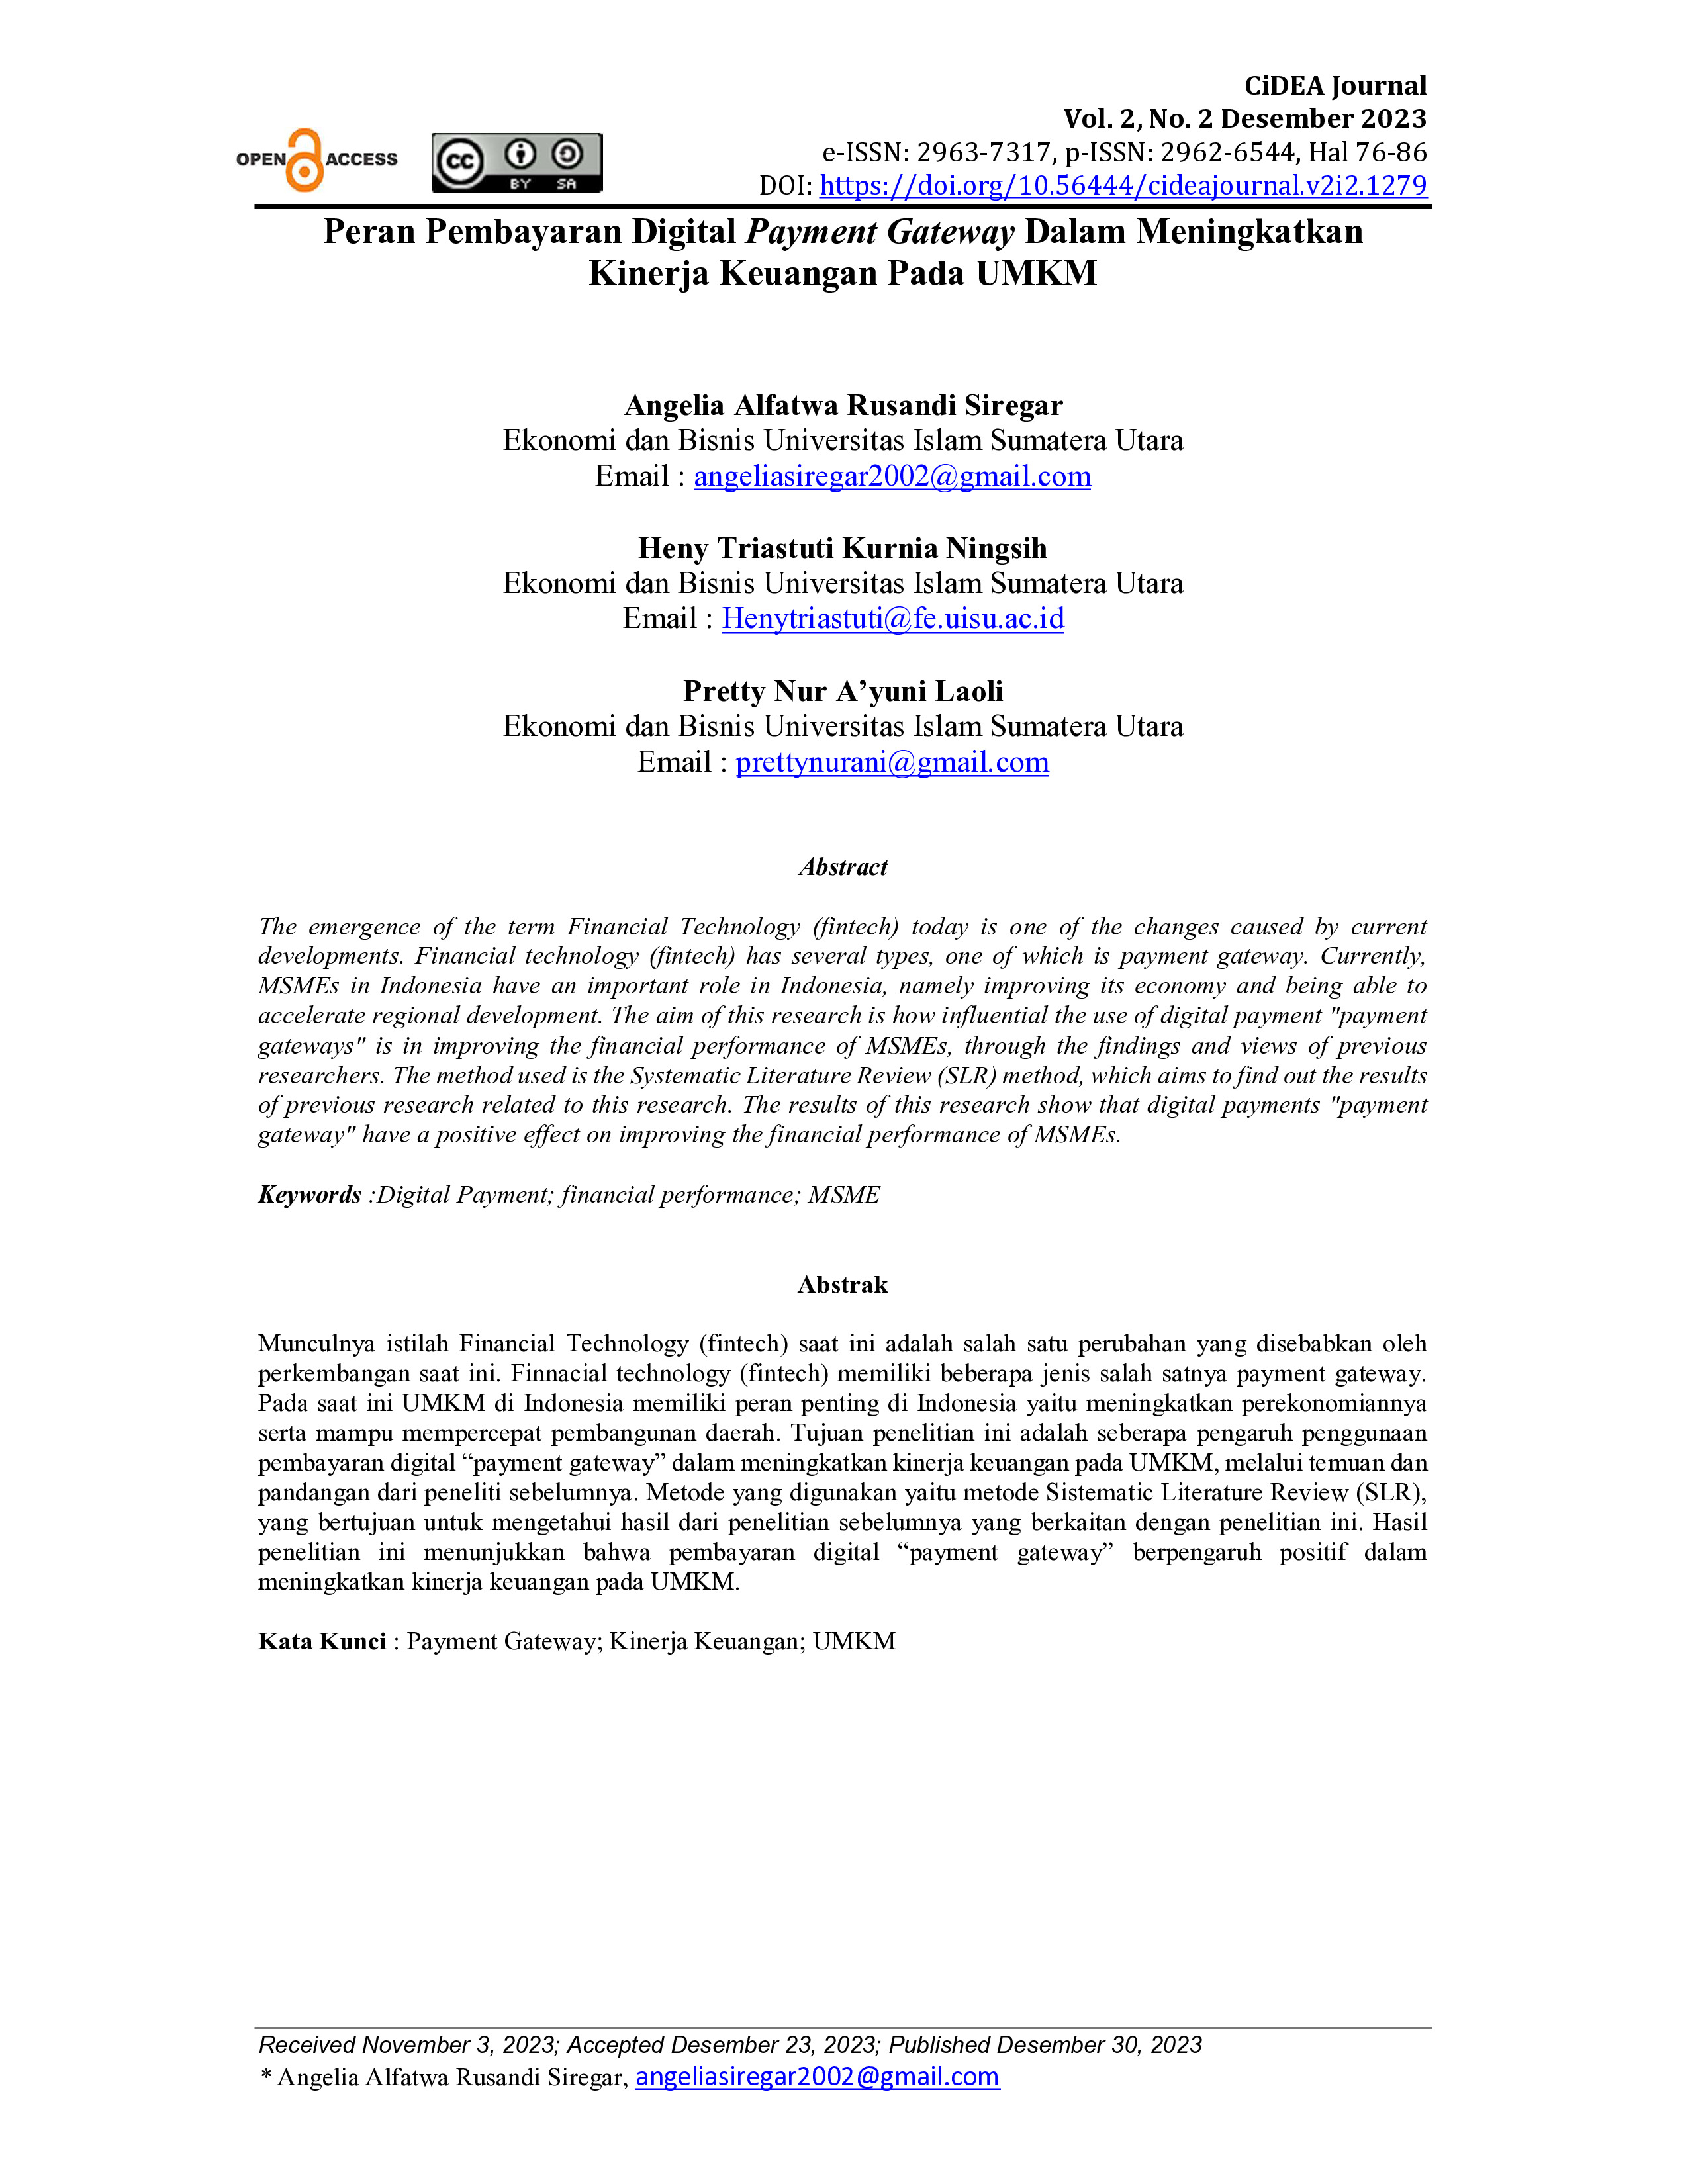 CiDEA Journal
Vol. 2, No. 2 Desember 2023
e-ISSN: 2963-7317, p-ISSN: 2962-6544, Hal 76-86
DOI: https://doi.org/10.56444/cideajournal.v2i2.1279
OPEN ACCESS
cc BY SA
Peran Pembayaran Digital Payment Gateway Dalam Meningkatkan
Kinerja Keuangan Pada UMKM
Angelia Alfatwa Rusandi Siregar
Ekonomi dan Bisnis Universitas Islam Sumatera Utara
Email : angeliasiregar2002@gmail.com
Heny Triastuti Kurnia Ningsih
Ekonomi dan Bisnis Universitas Islam Sumatera Utara
Email : Henytriastuti@fe.uisu.ac.id
Pretty Nur A’yuni Laoli
Ekonomi dan Bisnis Universitas Islam Sumatera Utara
Email : prettynurani@gmail.com
Abstract
The emergence of the term Financial Technology (fintech) today is one of the changes caused by current
developments. Financial technology (fintech) has several types, one of which is payment gateway. Currently,
MSMEs in Indonesia have an important role in Indonesia, namely improving its economy and being able to
accelerate regional development. The aim of this research is how influential the use of digital payment "payment
gateways" is in improving the financial performance of MSMEs, through the findings and views of previous
researchers. The method used is the Systematic Literature Review (SLR) method, which aims to find out the results
of previous research related to this research. The results of this research show that digital payments "payment
gateway" have a positive effect on improving the financial performance of MSMEs.
Keywords :Digital Payment; financial performance; MSME
Abstrak
Munculnya istilah Financial Technology (fintech) saat ini adalah salah satu perubahan yang disebabkan oleh
perkembangan saat ini. Finnacial technology (fintech) memiliki beberapa jenis salah satnya payment gateway.
Pada saat ini UMKM di Indonesia memiliki peran penting di Indonesia yaitu meningkatkan perekonomiannya
serta mampu mempercepat pembangunan daerah. Tujuan penelitian ini adalah seberapa pengaruh penggunaan
pembayaran digital “payment gateway” dalam meningkatkan kinerja keuangan pada UMKM, melalui temuan dan
pandangan dari peneliti sebelumnya. Metode yang digunakan yaitu metode Sistematic Literature Review (SLR),
yang bertujuan untuk mengetahui hasil dari penelitian sebelumnya yang berkaitan dengan penelitian ini. Hasil
penelitian ini menunjukkan bahwa pembayaran digital “payment gateway” berpengaruh positif dalam
meningkatkan kinerja keuangan pada UMKM.
Kata Kunci : Payment Gateway; Kinerja Keuangan; UMKM
Received November 3, 2023; Accepted Desember 23, 2023; Published Desember 30, 2023
* Angelia Alfatwa Rusandi Siregar, angeliasiregar2002@gmail.com